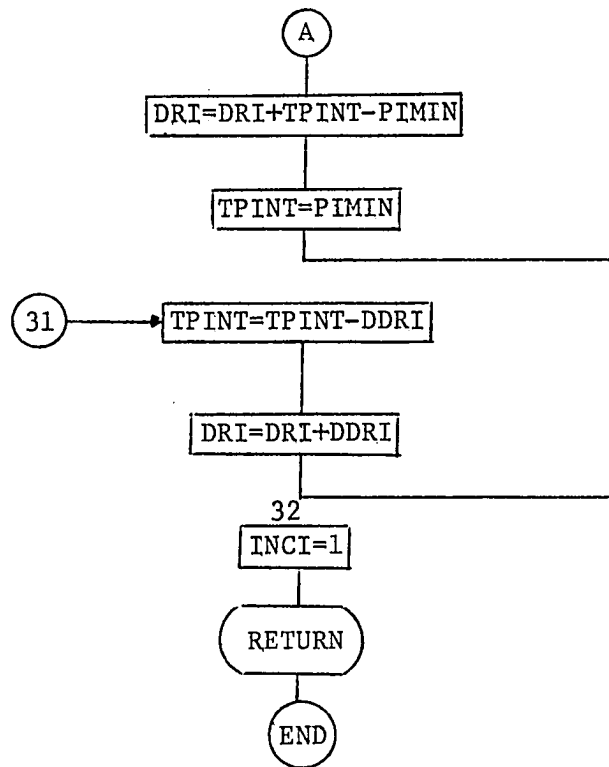 A
DRI=DRI+TPINT-PIMIN
TPINT=PIMIN
31
TPINT=TPINT-DDRI
DRI=DRI+DDRI
32
INCI=1
RETURN
END